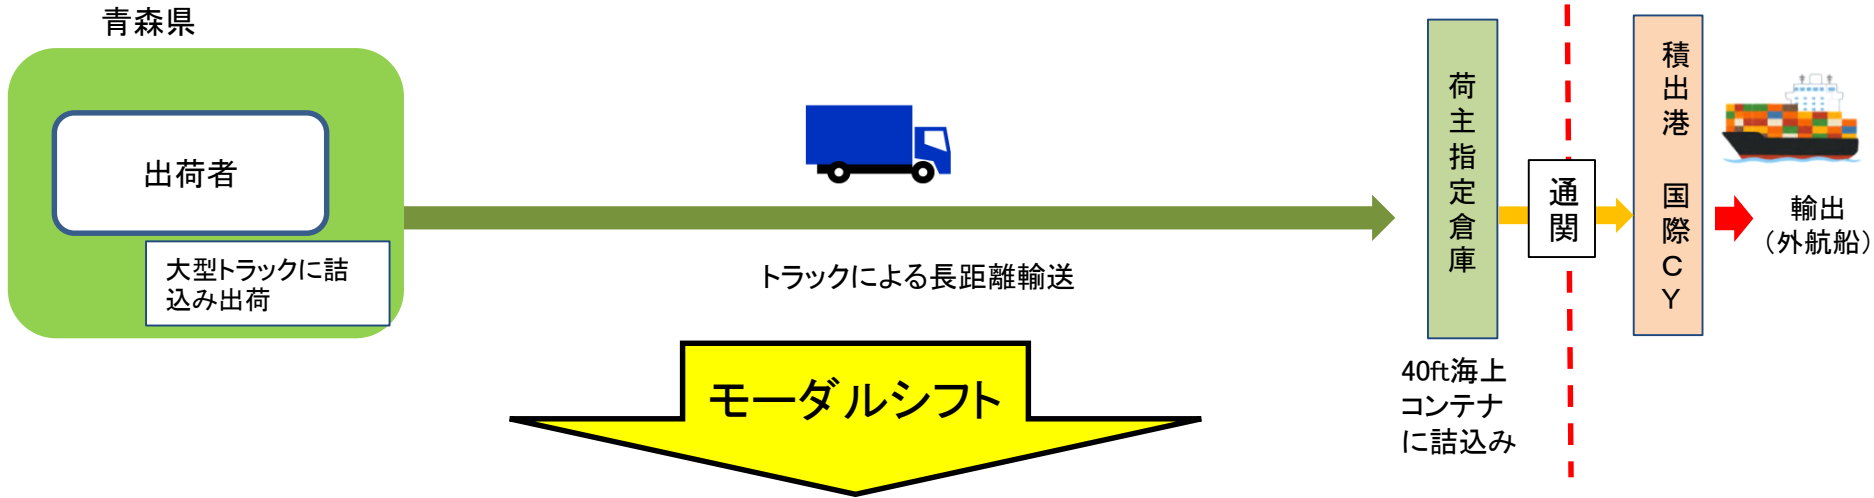 青森県
出荷者
大型トラックに詰
込み出荷
トラックによる長距離輸送
モーダルシフト
荷主指定倉庫
40ft海上
コンテナ
に詰込み
通関
積出港 国際CY
輸出
（外航船）